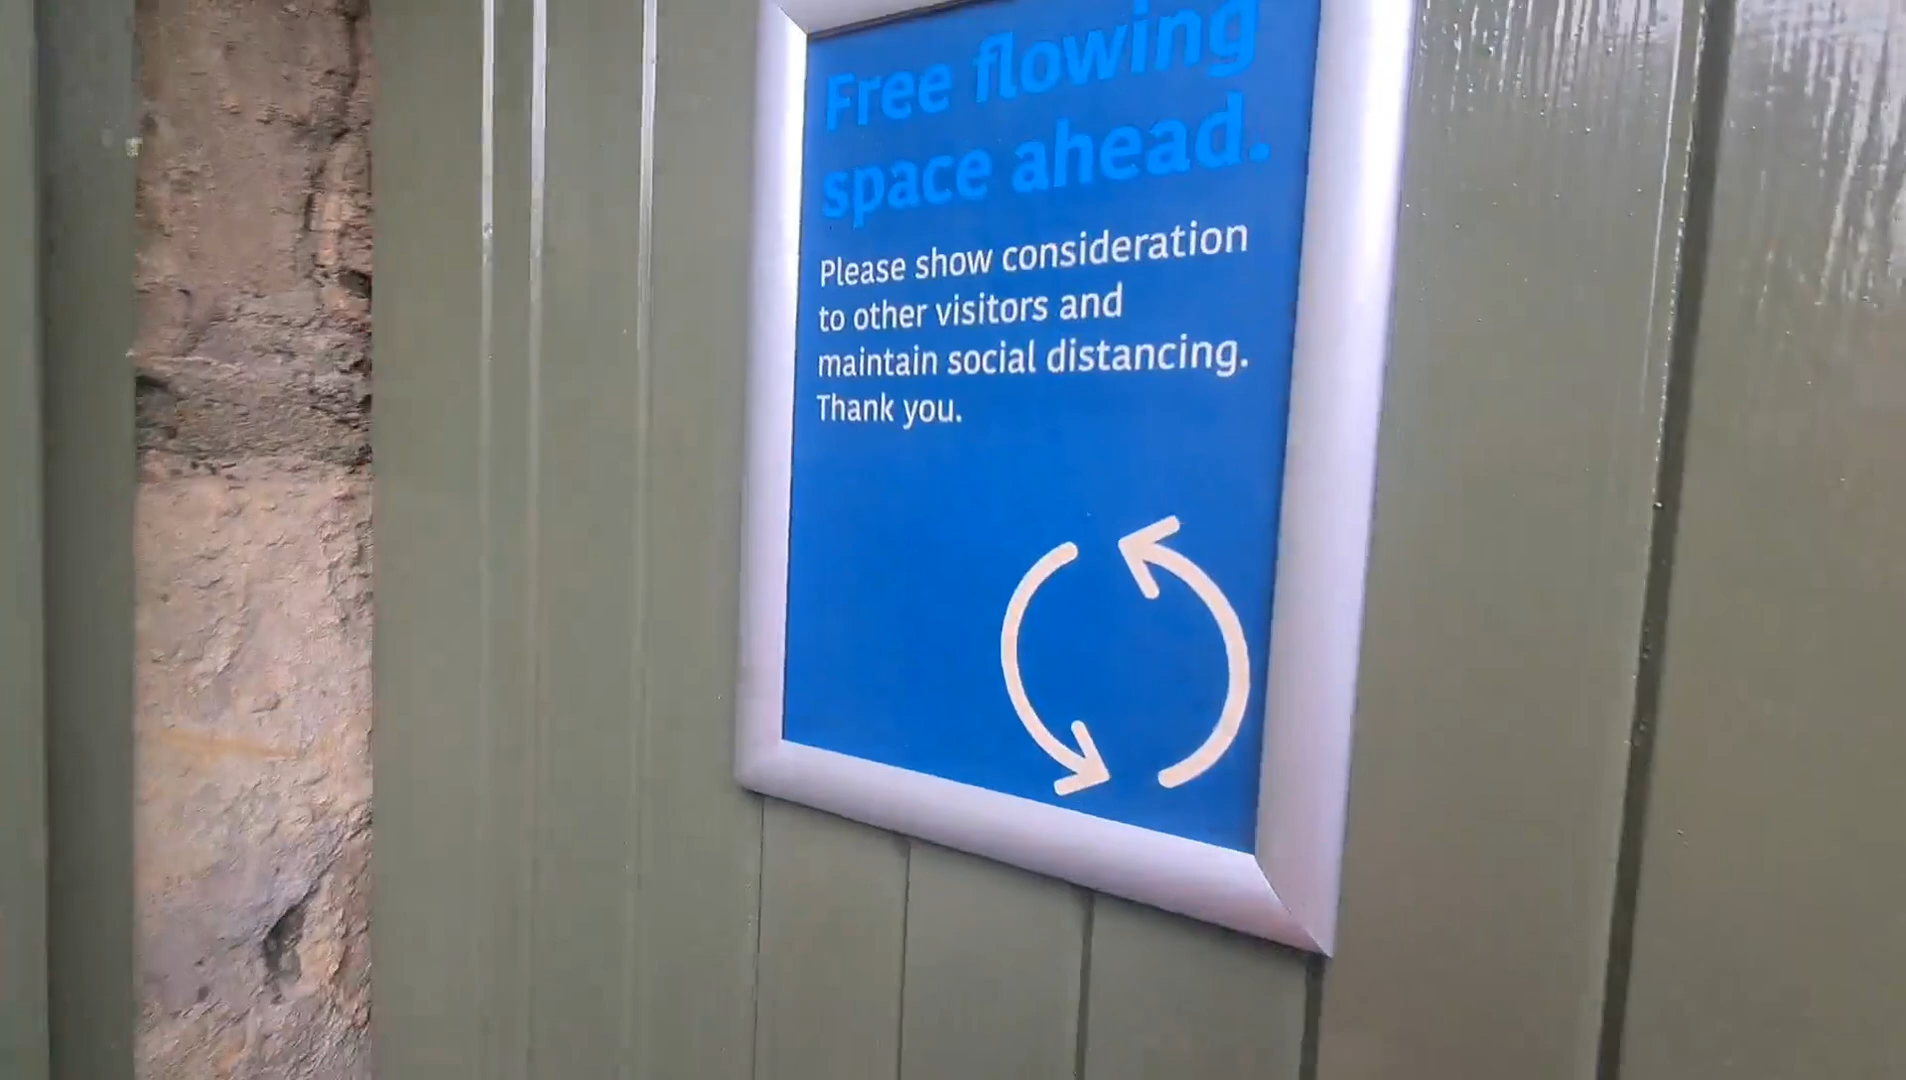 Free flowing
space ahead.
Please show consideration
to other visitors and
maintain social distancing.
Thank you.